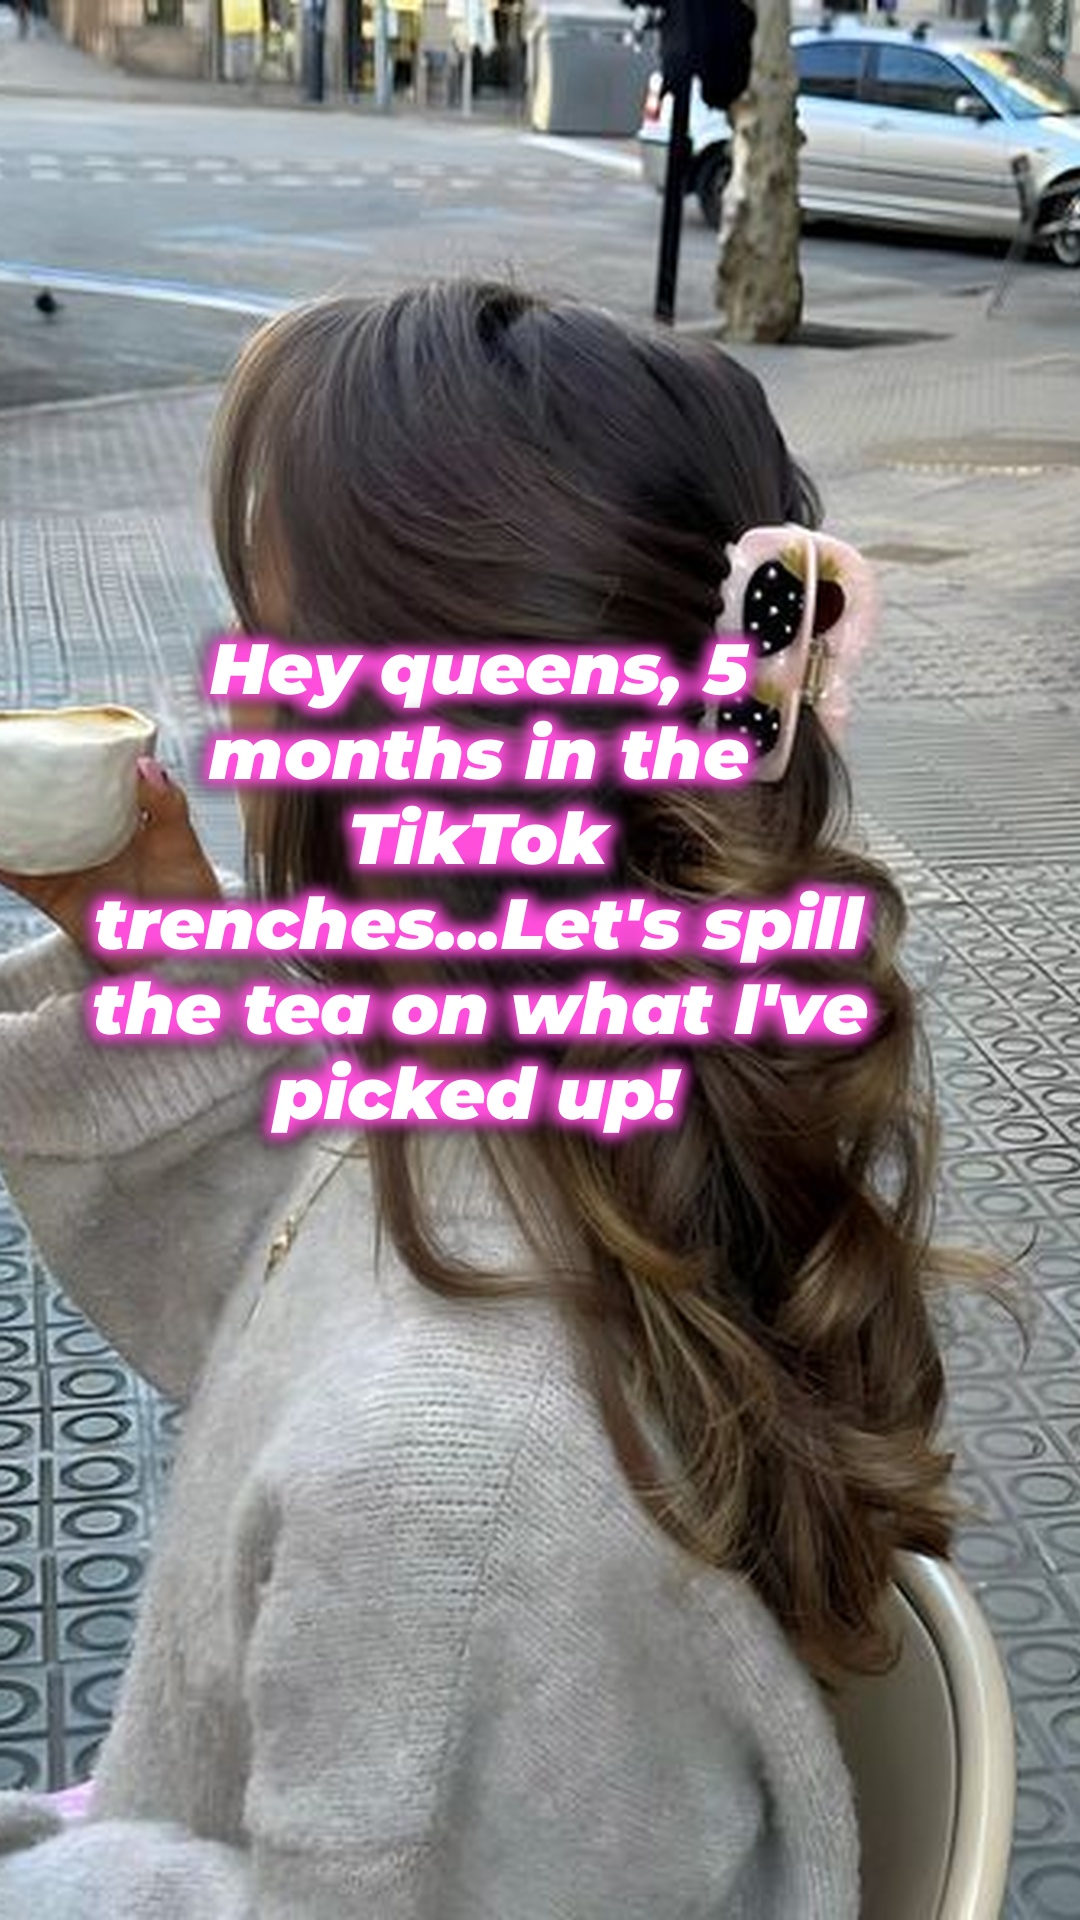 Hey queens, 5
months in the
TikTok
trenches...Let's spill
the tea on what I've
picked up!